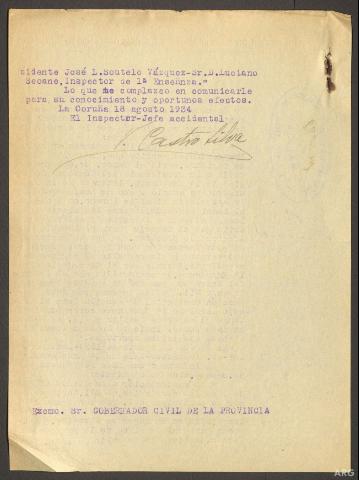 sidente José L.Soutelo Vázquez-Sr.D.Luciano
Seoane,Inspector de 1ª Enseñnza."
Lo que me complazco en comunicarle
para su conocimiento y oportunos efectos.
La Coruña 18 agosto 1934
El Inspector-Jefe accidental
V. Castro Silva
Excmo. Sr. GOBERNADOR CIVIL DE LA PROVINCIA
ARG